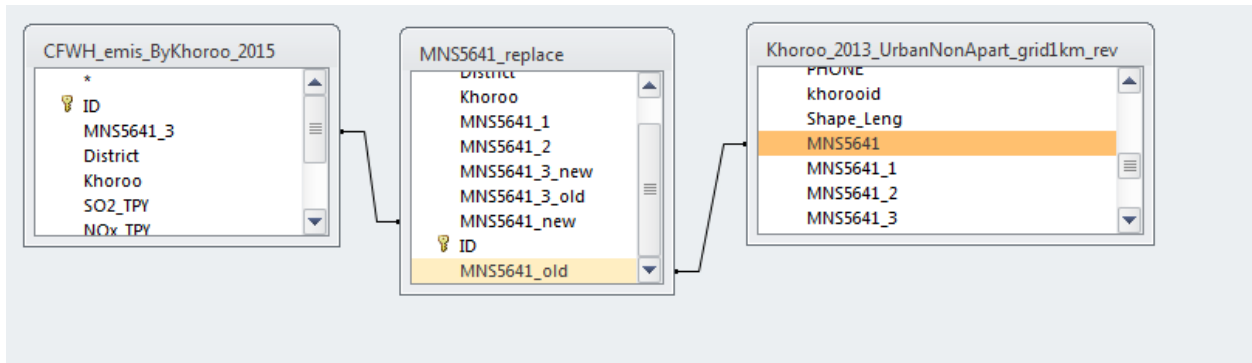 CFWH_emis_ByKhoroo_2015
*
ID
MNS5641_3
District
Khoroo
SO2_TPY
NOx_TPY
MNS5641_replace
District
Khoroo
MNS5641_1
MNS5641_2
MNS5641_3_new
MNS5641_3_old
MNS5641_new
ID
MNS5641_old
Khoroo_2013_UrbanNonApart_grid1km_rev
PHONE
khorooid
Shape_Leng
MNS5641
MNS5641_1
MNS5641_2
MNS5641_3